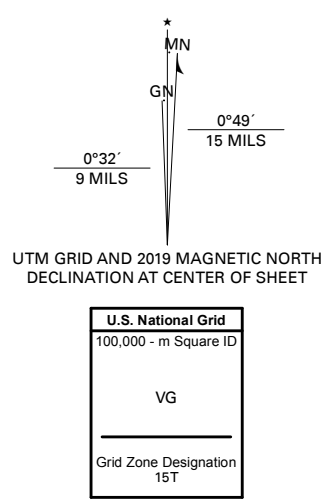 ★
MN
GN
0°49´
15 MILS
0°32´
9 MILS
UTM GRID AND 2019 MAGNETIC NORTH
DECLINATION AT CENTER OF SHEET
U.S. National Grid
100,000 - m Square ID
VG
Grid Zone Designation
15T